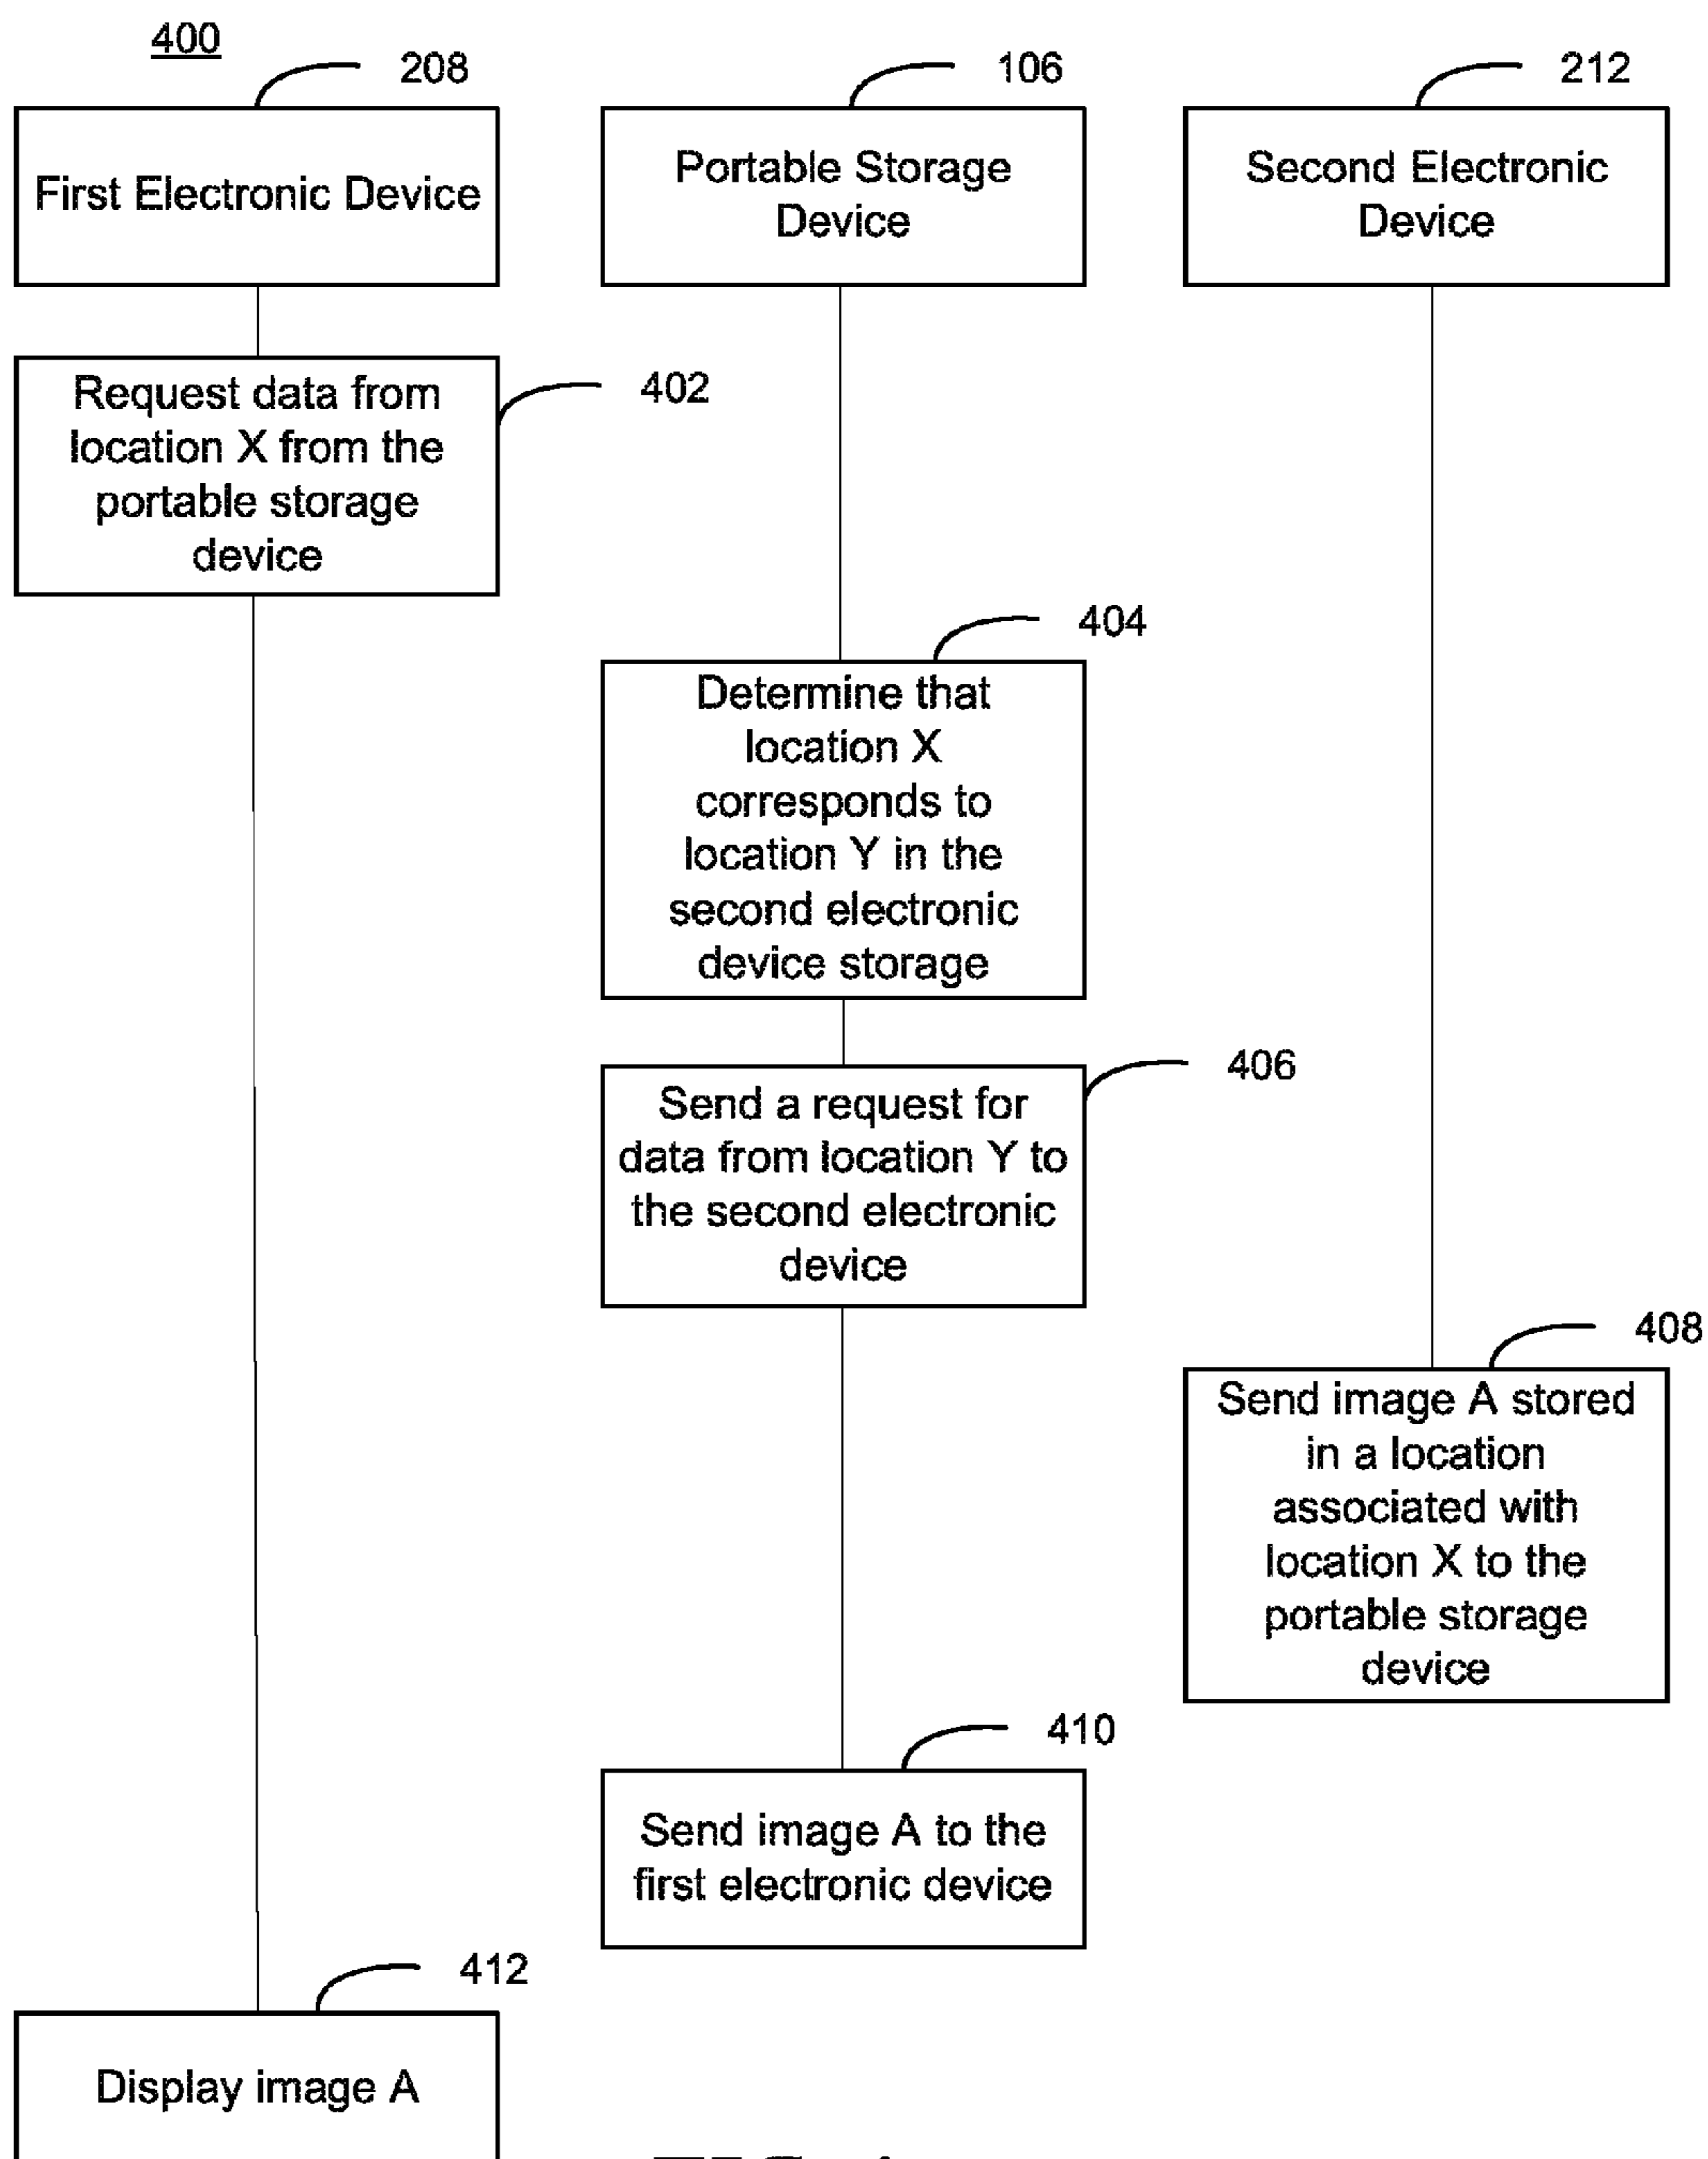 400
208
106
212
First Electronic Device
Portable Storage
Device
Second Electronic
Device
Request data from
location X from the
portable storage
device
402
404
Determine that
location X
corresponds to
location Y in the
second electronic
device storage
406
Send a request for
data from location Y to
the second electronic
device
408
Send image A stored
in a location
associated with
location X to the
portable storage
device
410
Send image A to the
first electronic device
412
Display image A